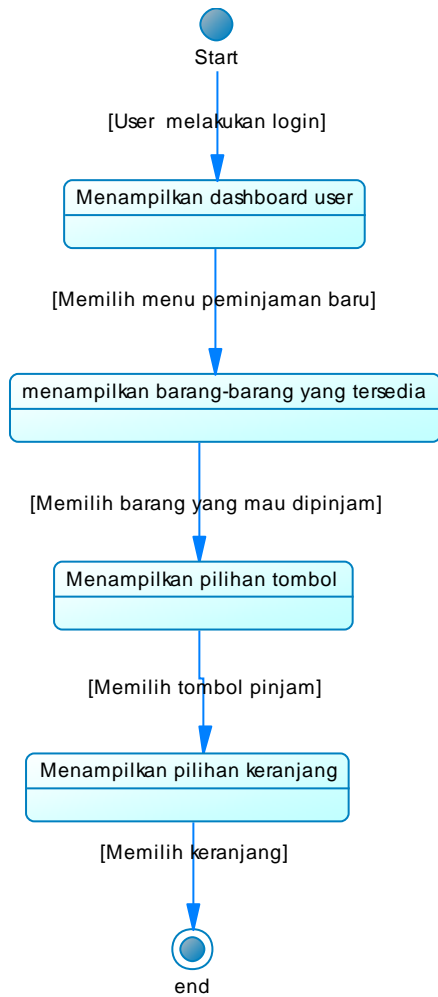 Start
[User  melakukan login]
Menampilkan dashboard user
[Memilih menu peminjaman baru]
menampilkan barang-barang yang tersedia
[Memilih barang yang mau dipinjam]
Menampilkan pilihan tombol
[Memilih tombol pinjam]
Menampilkan pilihan keranjang
[Memilih keranjang]
end